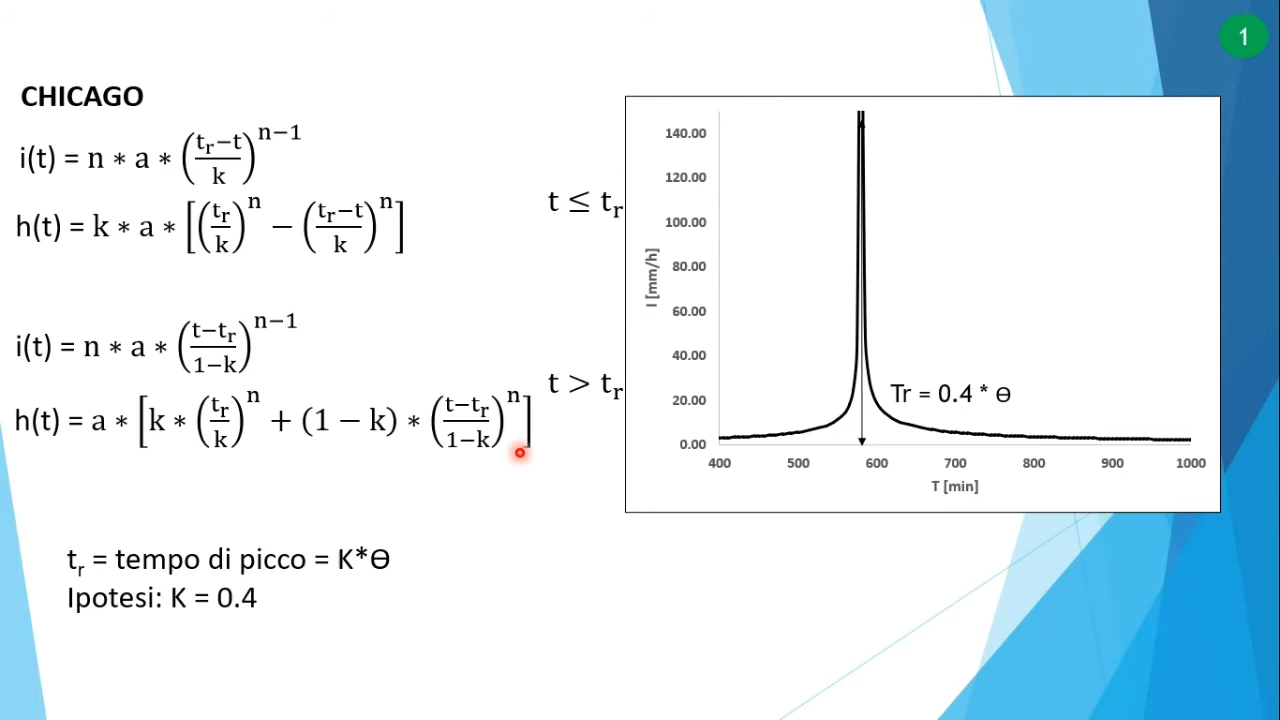 1
CHICAGO
i(t) = n ∗ a ∗ (tᵣ−t / k)ⁿ⁻¹
h(t) = k ∗ a ∗ [(tᵣ / k)ⁿ − (tᵣ−t / k)ⁿ]
t ≤ tᵣ
i(t) = n ∗ a ∗ (t−tᵣ / 1−k)ⁿ⁻¹
h(t) = a ∗ [k ∗ (tᵣ / k)ⁿ + (1 − k) ∗ (t−tᵣ / 1−k)ⁿ]
t > tᵣ
tᵣ = tempo di picco = K*Ө
Ipotesi: K = 0.4
I [mm/h]
140.00
120.00
100.00
80.00
60.00
40.00
20.00
0.00
Tr = 0.4 * Ө
400 500 600 700 800 900 1000
T [min]